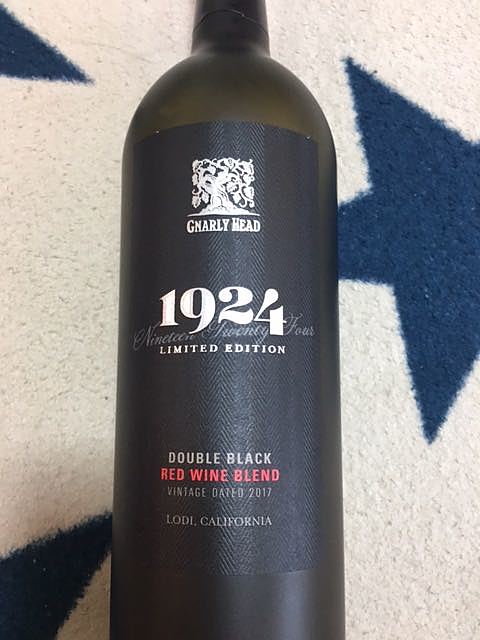 GNARLY HEAD
1924
Nineteen Twenty Four
LIMITED EDITION
DOUBLE BLACK
RED WINE BLEND
VINTAGE DATED 2017
LODI, CALIFORNIA